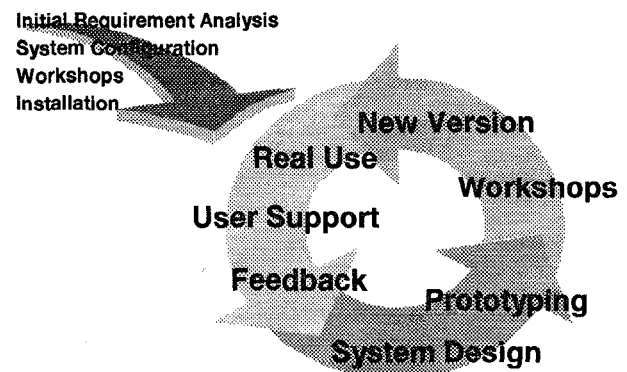 Initial Requirement Analysis
System Configuration
Workshops
Installation
New Version
Real Use
Workshops
User Support
Feedback
Prototyping
System Design